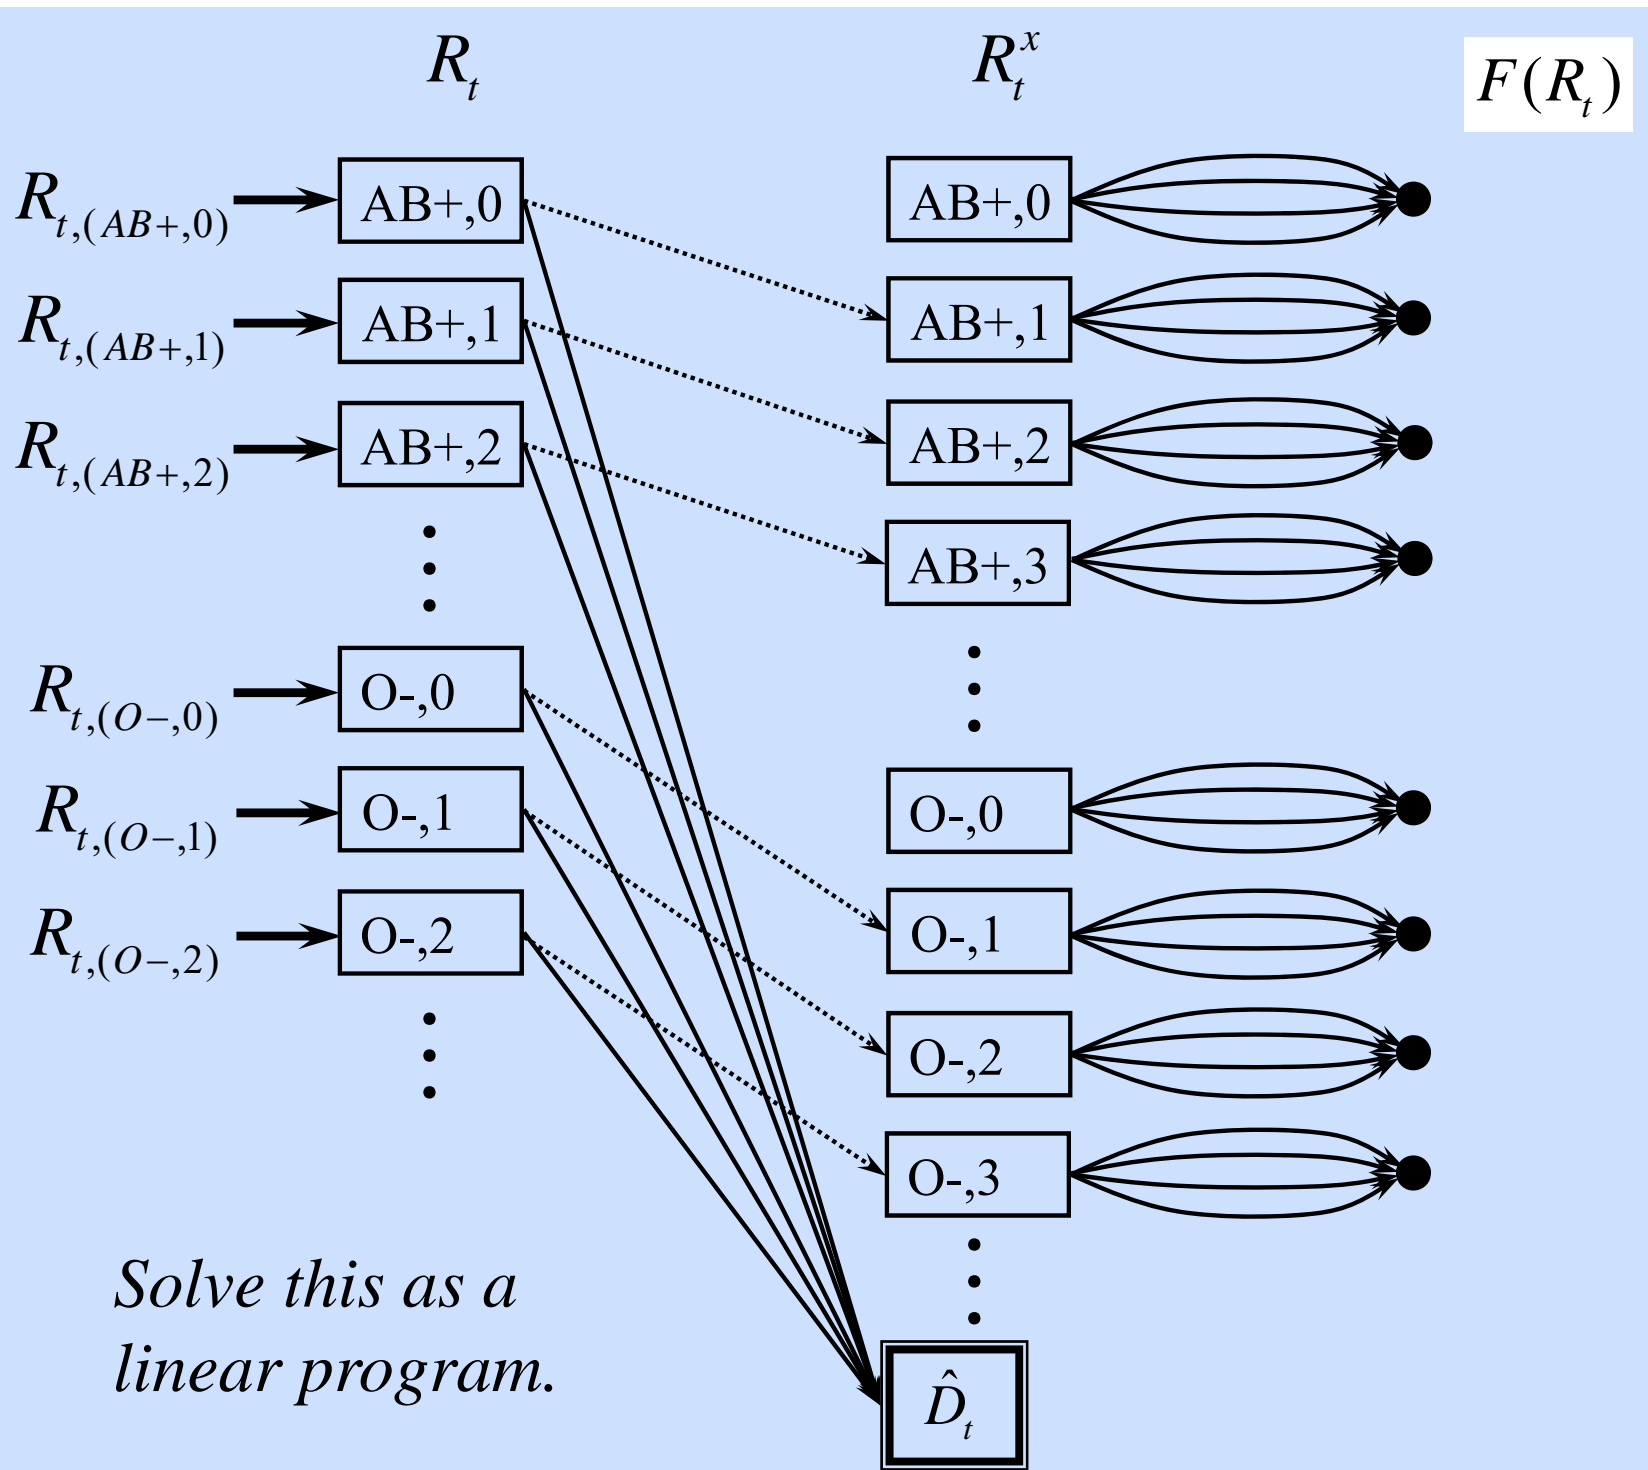 R_t R_t^x F(R_t)
R_{t,(AB+,0)} AB+,0 AB+,0
R_{t,(AB+,1)} AB+,1 AB+,1
R_{t,(AB+,2)} AB+,2 AB+,2
AB+,3
R_{t,(O−,0)} O-,0
R_{t,(O−,1)} O-,1 O-,0
R_{t,(O−,2)} O-,2 O-,1
O-,2
O-,3
Solve this as a
linear program.
D̂_t